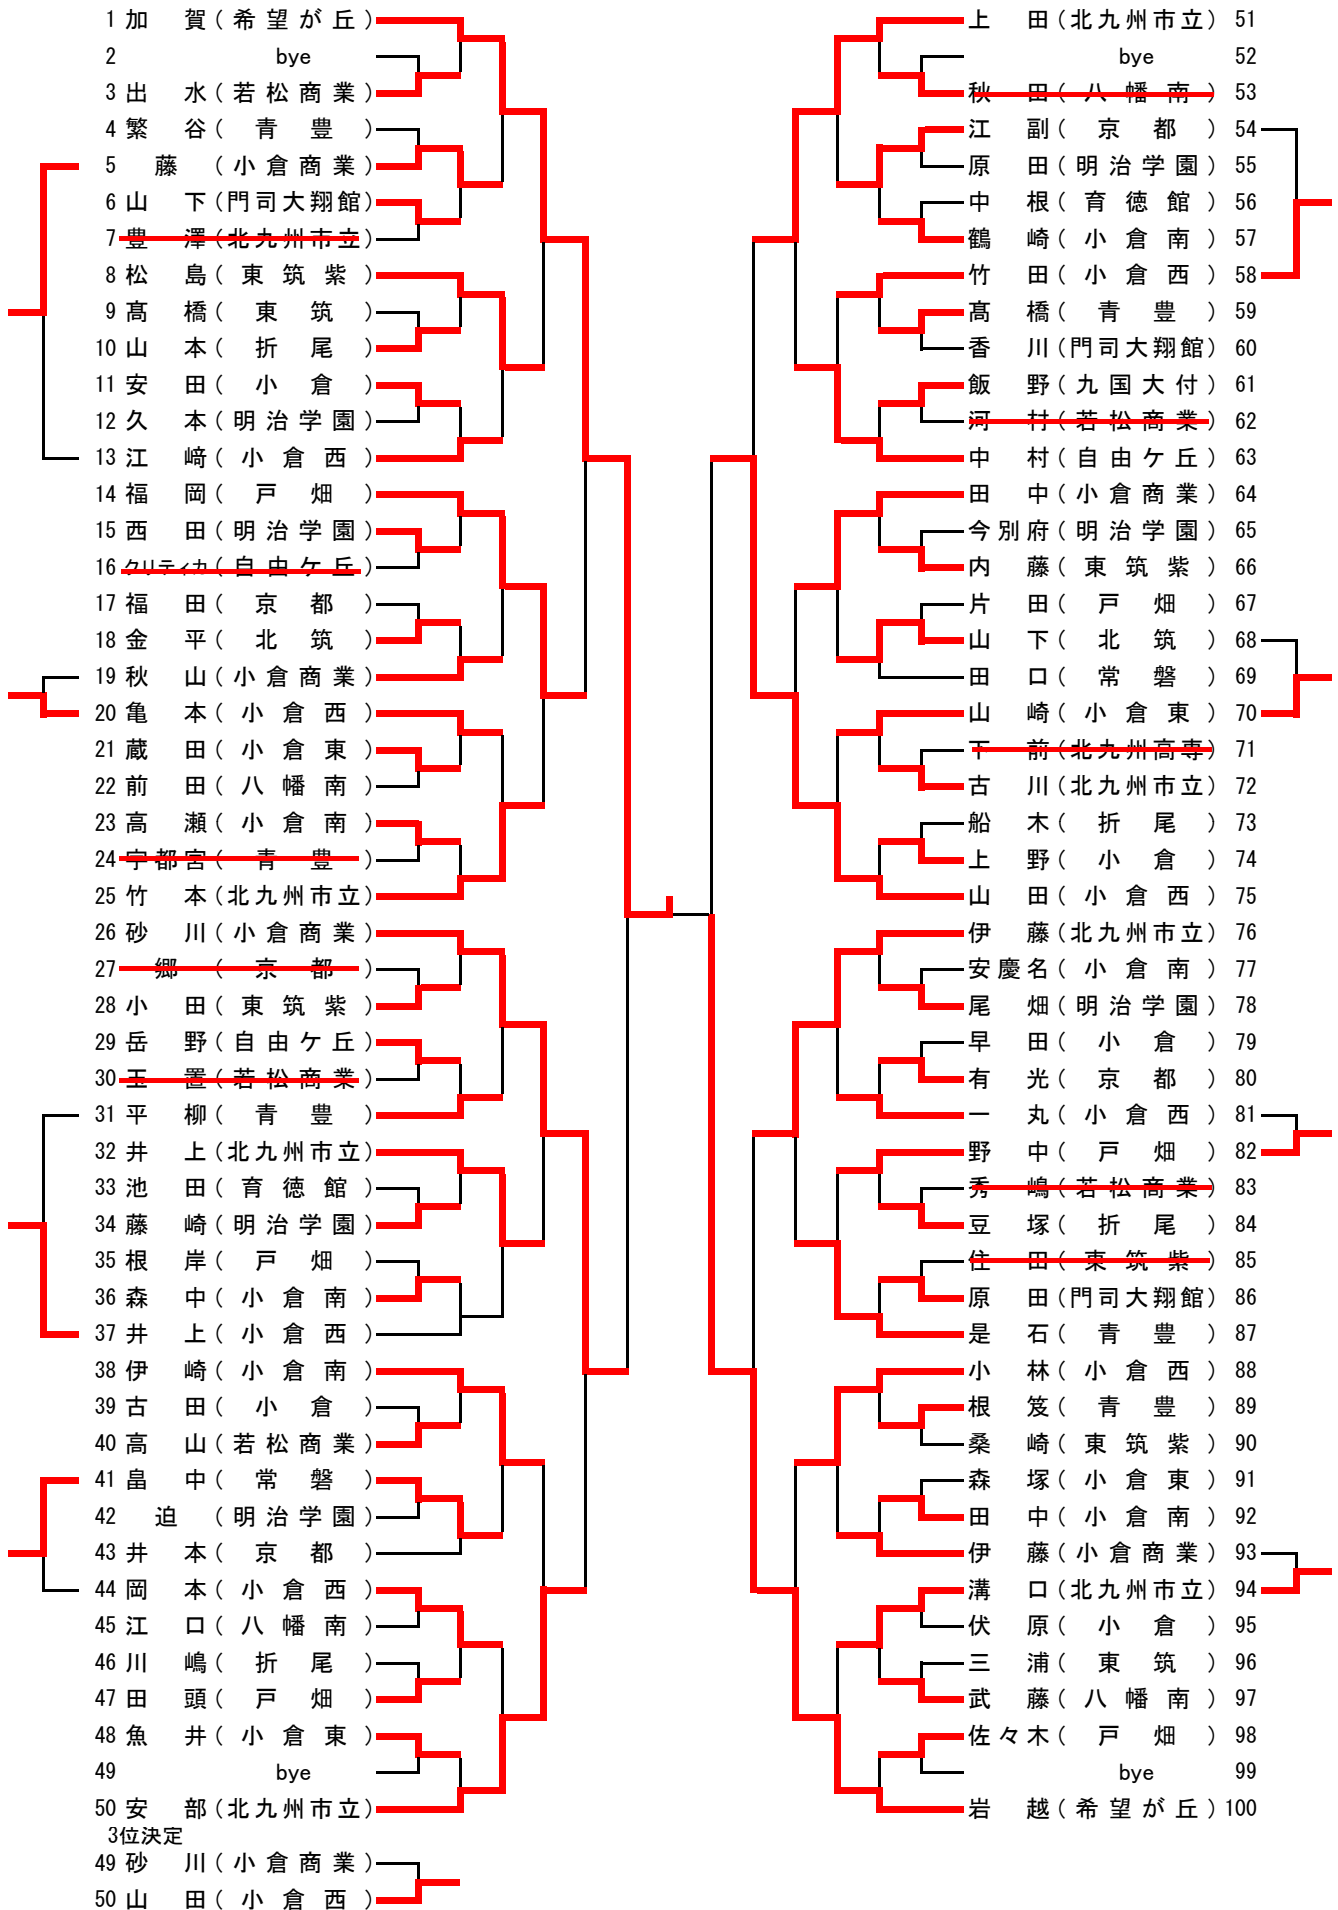 1 加 賀 ( 希 望 が 丘 )
2 bye
3 出 水 ( 若 松 商 業 )
4 繁 谷 ( 青 豊 )
5 藤 ( 小 倉 商 業 )
6 山 下 ( 門 司 大 翔 館 )
7 豊 澤 ( 北 九 州 市 立 )
8 松 島 ( 東 筑 紫 )
9 髙 橋 ( 東 筑 )
10 山 本 ( 折 尾 )
11 安 田 ( 小 倉 )
12 久 本 ( 明 治 学 園 )
13 江 﨑 ( 小 倉 西 )
14 福 岡 ( 戸 畑 )
15 西 田 ( 明 治 学 園 )
16 クリティカ ( 自 由 ケ 丘 )
17 福 田 ( 京 都 )
18 金 平 ( 北 筑 )
19 秋 山 ( 小 倉 商 業 )
20 亀 本 ( 小 倉 西 )
21 蔵 田 ( 小 倉 東 )
22 前 田 ( 八 幡 南 )
23 高 瀬 ( 小 倉 南 )
24 宇 都 宮 ( 青 豊 )
25 竹 本 ( 北 九 州 市 立 )
26 砂 川 ( 小 倉 商 業 )
27 郷 ( 京 都 )
28 小 田 ( 東 筑 紫 )
29 岳 野 ( 自 由 ケ 丘 )
30 玉 置 ( 若 松 商 業 )
31 平 柳 ( 青 豊 )
32 井 上 ( 北 九 州 市 立 )
33 池 田 ( 育 徳 館 )
34 藤 崎 ( 明 治 学 園 )
35 根 岸 ( 戸 畑 )
36 森 中 ( 小 倉 南 )
37 井 上 ( 小 倉 西 )
38 伊 崎 ( 小 倉 南 )
39 古 田 ( 小 倉 )
40 高 山 ( 若 松 商 業 )
41 畠 中 ( 常 磐 )
42 迫 ( 明 治 学 園 )
43 井 本 ( 京 都 )
44 岡 本 ( 小 倉 西 )
45 江 口 ( 八 幡 南 )
46 川 嶋 ( 折 尾 )
47 田 頭 ( 戸 畑 )
48 魚 井 ( 小 倉 東 )
49 bye
50 安 部 ( 北 九 州 市 立 )
3位決定
49 砂 川 ( 小 倉 商 業 )
50 山 田 ( 小 倉 西 )
上 田 ( 北 九 州 市 立 ) 51
bye 52
秋 田 ( 八 幡 南 ) 53
江 副 ( 京 都 ) 54
原 田 ( 明 治 学 園 ) 55
中 根 ( 育 徳 館 ) 56
鶴 崎 ( 小 倉 南 ) 57
竹 田 ( 小 倉 西 ) 58
髙 橋 ( 青 豊 ) 59
香 川 ( 門 司 大 翔 館 ) 60
飯 野 ( 九 国 大 付 ) 61
河 村 ( 若 松 商 業 ) 62
中 村 ( 自 由 ケ 丘 ) 63
田 中 ( 小 倉 商 業 ) 64
今 別 府 ( 明 治 学 園 ) 65
内 藤 ( 東 筑 紫 ) 66
片 田 ( 戸 畑 ) 67
山 下 ( 北 筑 ) 68
田 口 ( 常 磐 ) 69
山 崎 ( 小 倉 東 ) 70
下 前 ( 北 九 州 高 専 ) 71
古 川 ( 北 九 州 市 立 ) 72
船 木 ( 折 尾 ) 73
上 野 ( 小 倉 ) 74
山 田 ( 小 倉 西 ) 75
伊 藤 ( 北 九 州 市 立 ) 76
安 慶 名 ( 小 倉 南 ) 77
尾 畑 ( 明 治 学 園 ) 78
早 田 ( 小 倉 ) 79
有 光 ( 京 都 ) 80
一 丸 ( 小 倉 西 ) 81
野 中 ( 戸 畑 ) 82
秀 嶋 ( 若 松 商 業 ) 83
豆 塚 ( 折 尾 ) 84
住 田 ( 東 筑 紫 ) 85
原 田 ( 門 司 大 翔 館 ) 86
是 石 ( 青 豊 ) 87
小 林 ( 小 倉 西 ) 88
根 笈 ( 青 豊 ) 89
桑 崎 ( 東 筑 紫 ) 90
森 塚 ( 小 倉 東 ) 91
田 中 ( 小 倉 南 ) 92
伊 藤 ( 小 倉 商 業 ) 93
溝 口 ( 北 九 州 市 立 ) 94
伏 原 ( 小 倉 ) 95
三 浦 ( 東 筑 ) 96
武 藤 ( 八 幡 南 ) 97
佐 々 木 ( 戸 畑 ) 98
bye 99
岩 越 ( 希 望 が 丘 ) 100